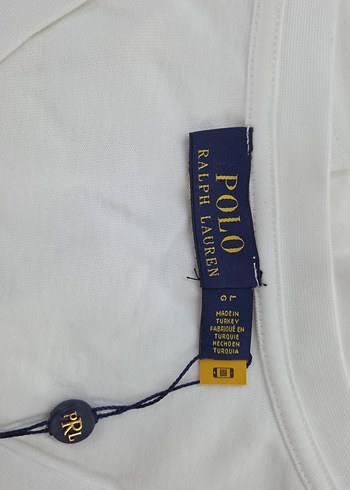 POLO
RALPH LAUREN
L
G
MADE IN
TURKEY
FABRIQUÉ EN
TURQUIE
HECHO EN
TURQUIA
PRL